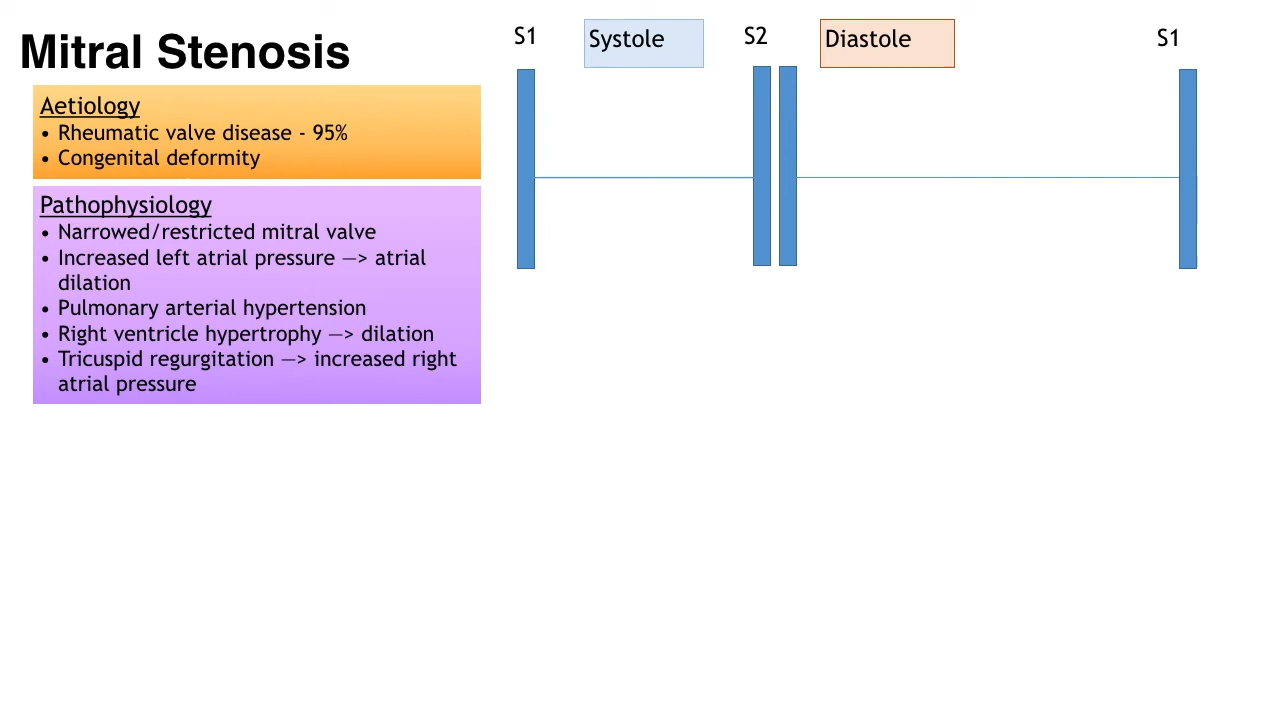 Mitral Stenosis
Aetiology
• Rheumatic valve disease - 95%
• Congenital deformity
Pathophysiology
• Narrowed/restricted mitral valve
• Increased left atrial pressure —> atrial
dilation
• Pulmonary arterial hypertension
• Right ventricle hypertrophy —> dilation
• Tricuspid regurgitation —> increased right
atrial pressure
S1
Systole
S2
Diastole
S1